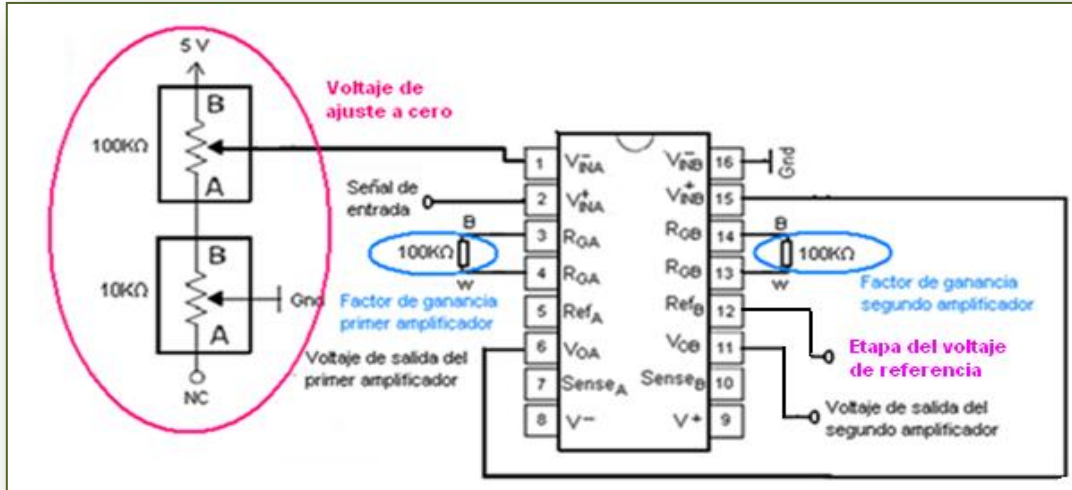 5 V
B
100KΩ
A
B
10KΩ
A
Gnd
NC
Voltaje de
ajuste a cero
Señal de
entrada
B
100KΩ
w
Factor de ganancia
primer amplificador
Voltaje de salida del
primer amplificador
1 V-INA
2 V+INA
3 RGA
4 RGA
5 RefA
6 VOA
7 SenseA
8 V-
V-INB 16
V+INB 15
RGB 14
RGB 13
RefB 12
VOB 11
SenseB 10
V+ 9
Gnd
B
100KΩ
w
Factor de ganancia
segundo amplificador
Etapa del voltaje
de referencia
Voltaje de salida del
segundo amplificador